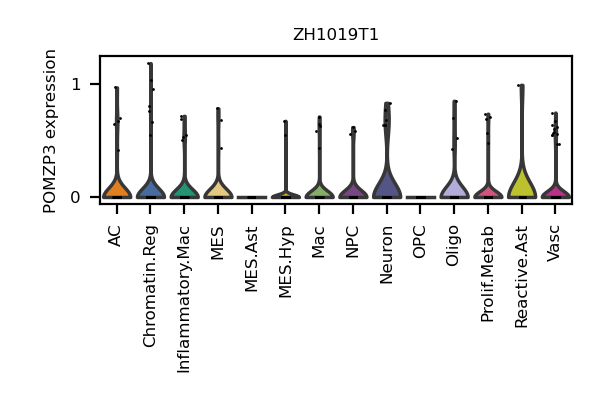 ZH1019T1
POMZP3 expression
1
0
AC
Chromatin.Reg
Inflammatory.Mac
MES
MES.Ast
MES.Hyp
Mac
NPC
Neuron
OPC
Oligo
Prolif.Metab
Reactive.Ast
Vasc